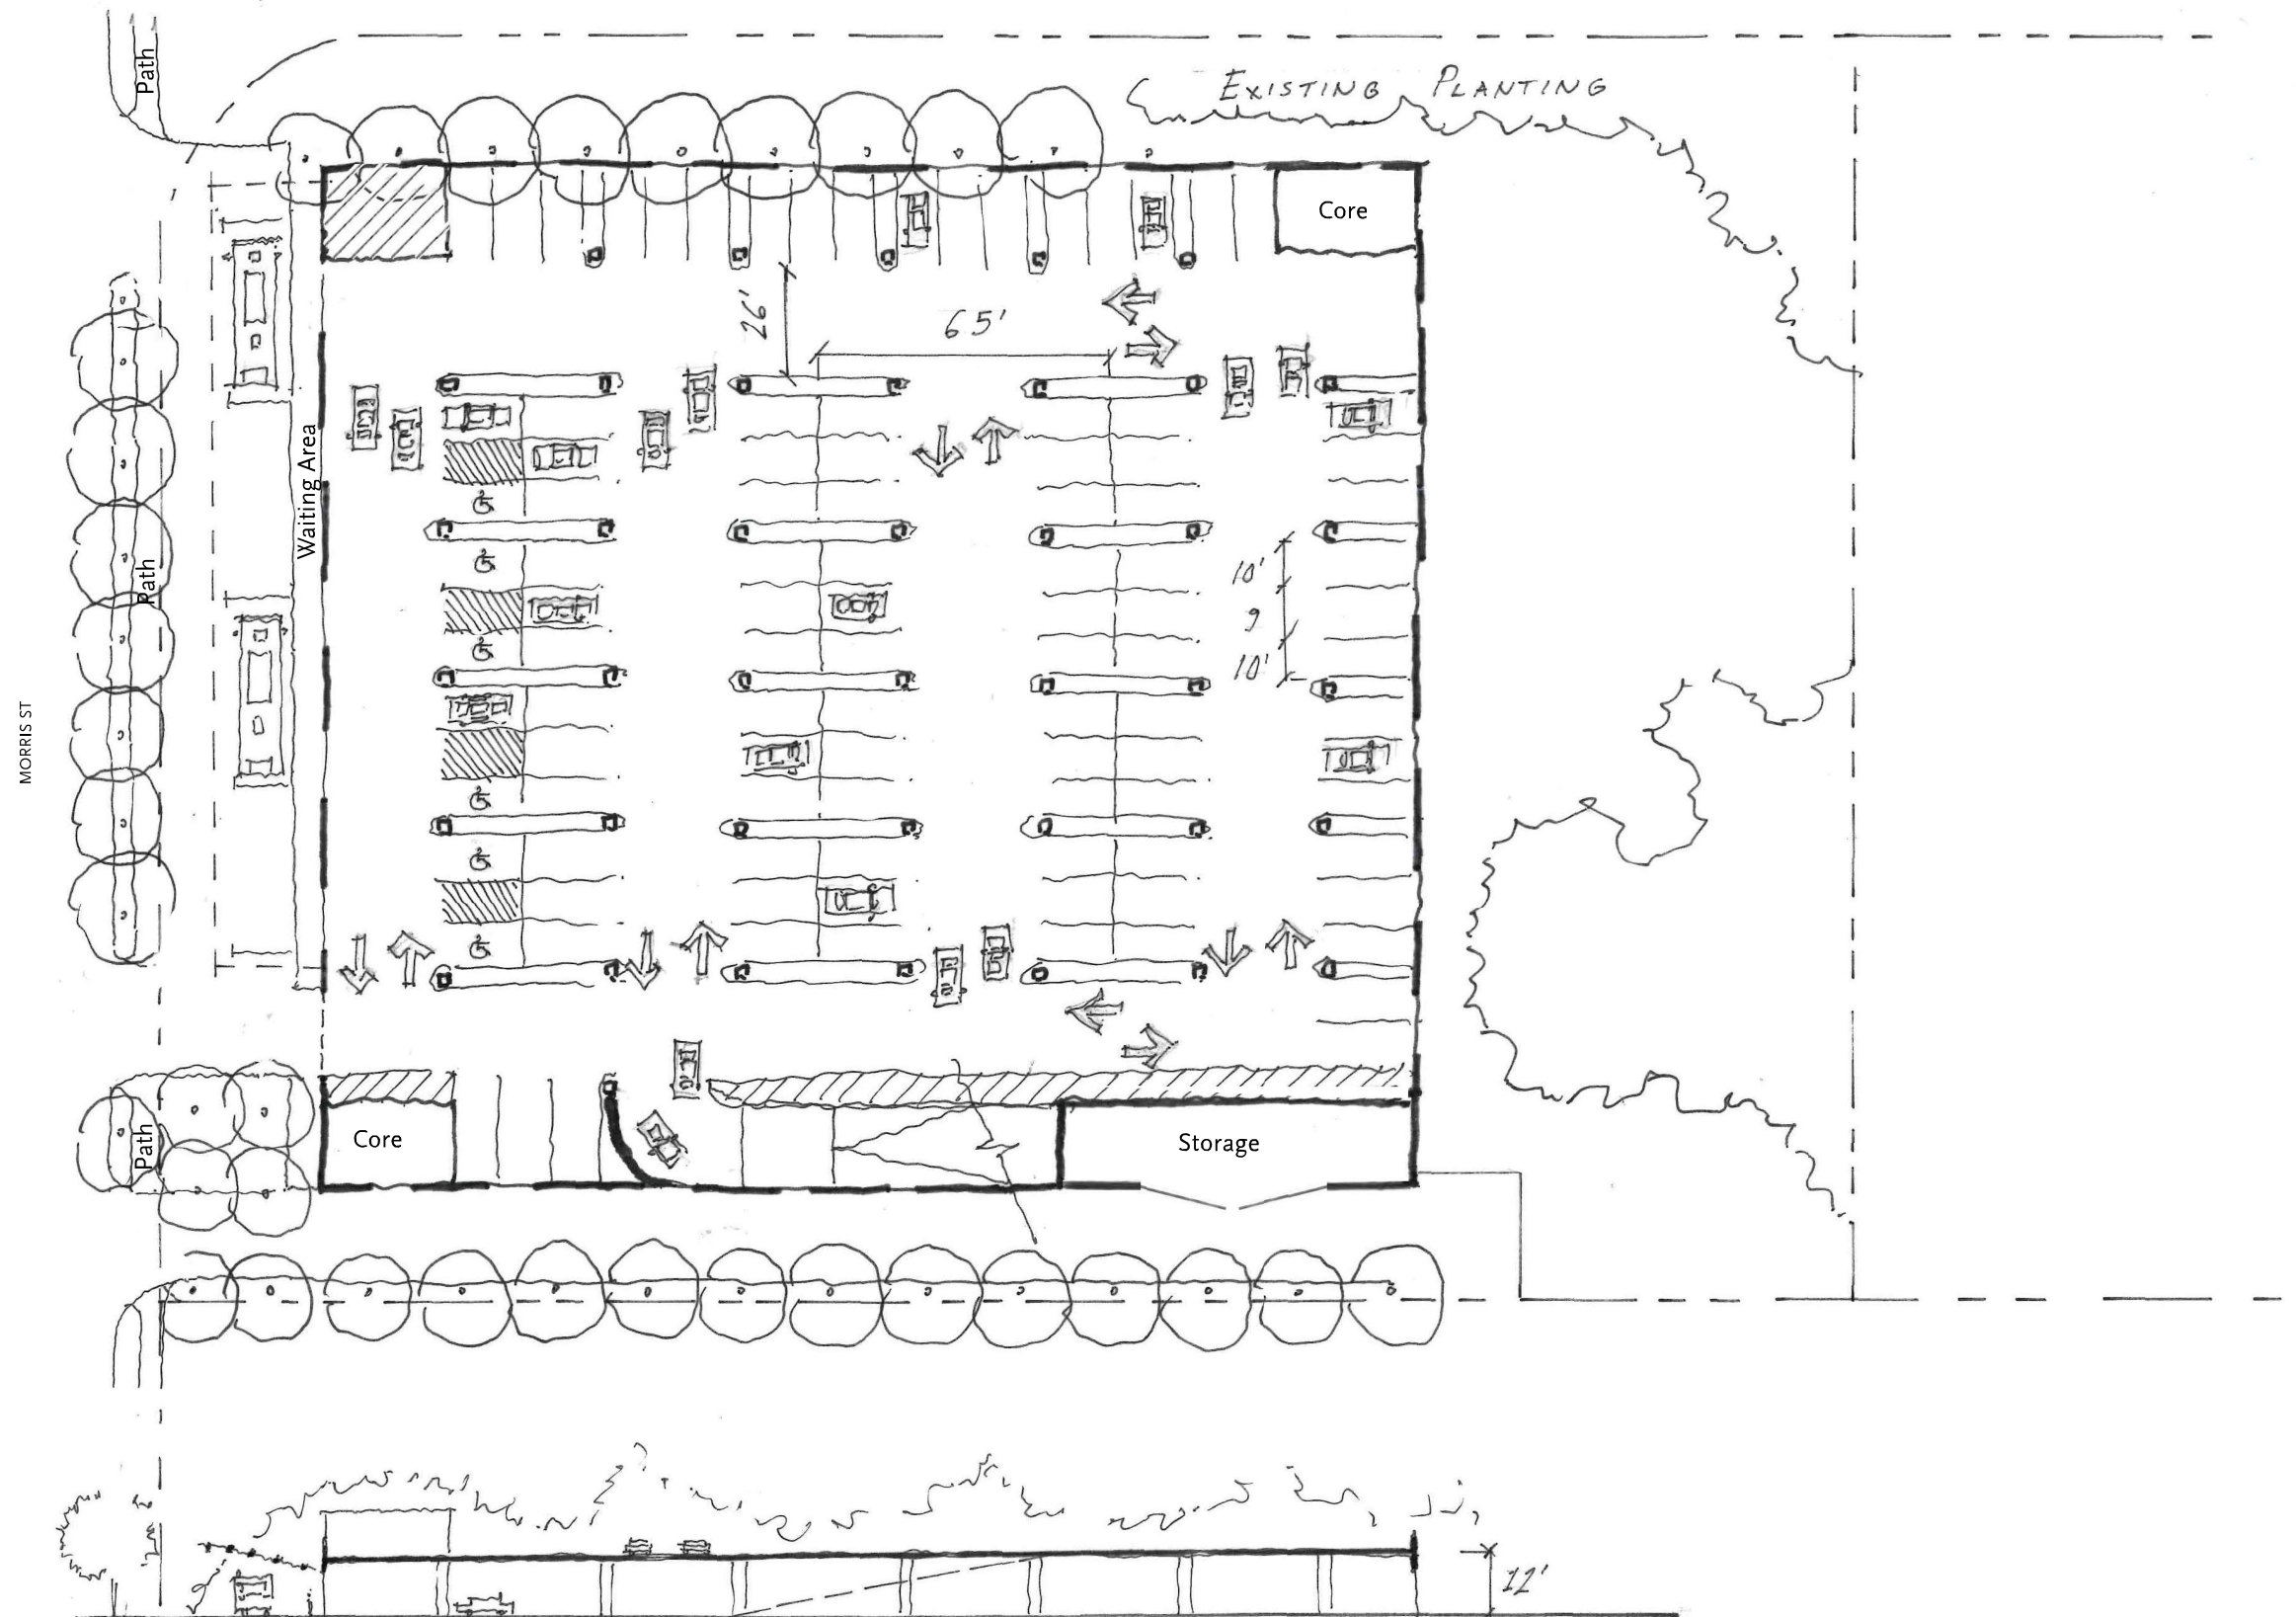 Path
EXISTING PLANTING
Core
26'
65'
Waiting Area
Path
10'
9
10'
MORRIS ST
Path
Core
Storage
12'